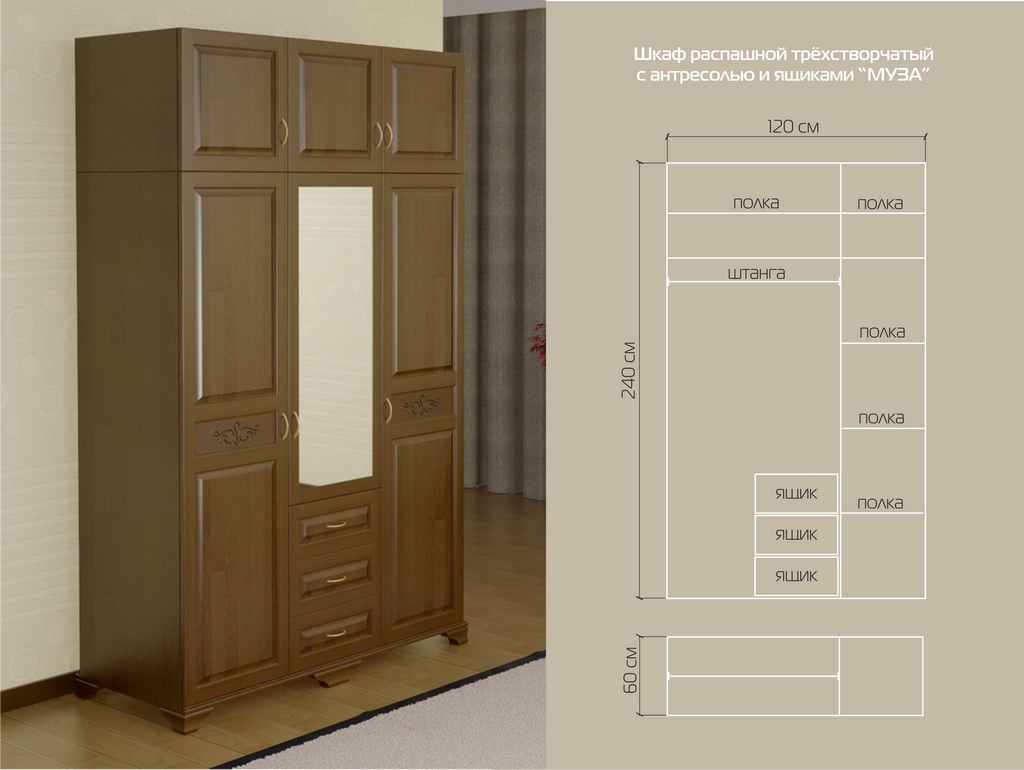 Шкаф распашной трёхстворчатый
с антресолью и ящиками “МУЗА”
120 см
полка полка
штанга
полка
240 см
полка
ящик полка
ящик
ящик
60 см